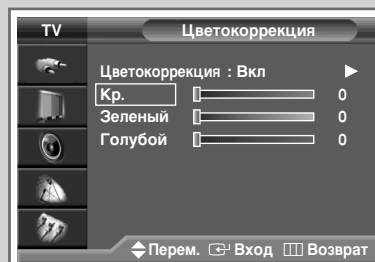 TV Цветокоррекция
Цветокоррекция : Вкл
Кр. 0
Зеленый 0
Голубой 0
Перем. Вход Возврат